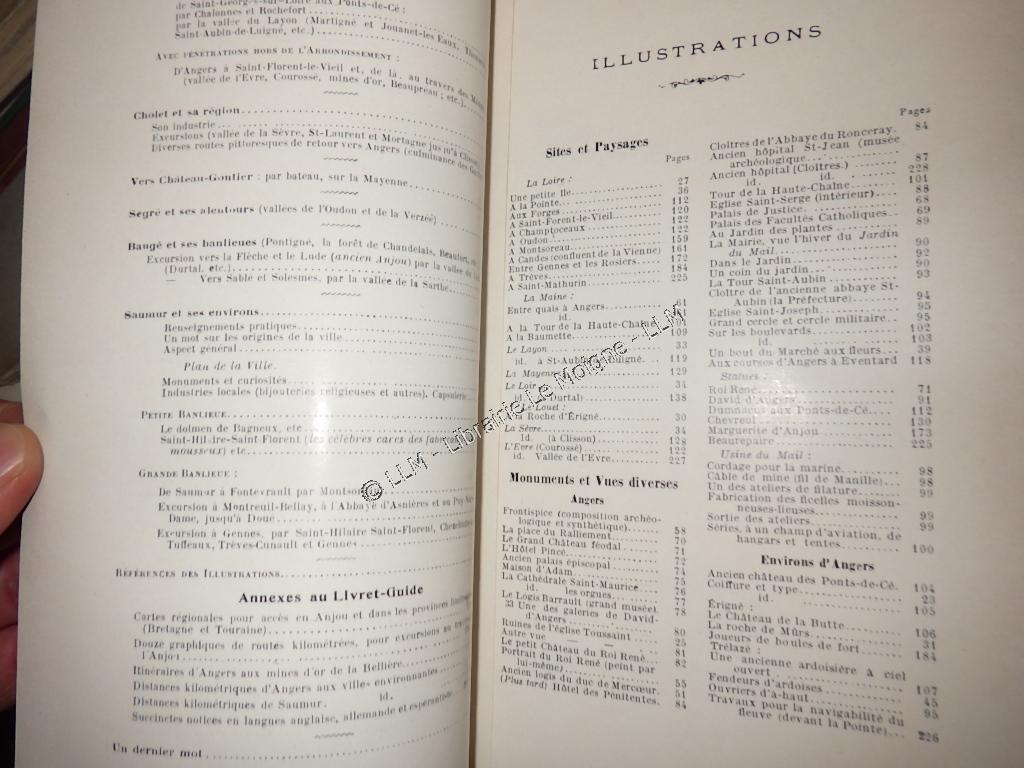 de Saint-Georges-sur-Loire aux Ponts-de-Cé ;
par Chalonnes et Rochefort
par la vallée du Layon (Martigné et Jouanet-les Eaux,
Saint-Aubin-de-Luigné, etc.)
AVEC PÉNÉTRATIONS HORS DE L'ARRONDISSEMENT :
D'Angers à Saint-Florent-le-Vieil et, de là, au travers des
(vallée de l'Evre, Courossé, mines d'or, Beaupreau ; etc.)
Cholet et sa région
Son industrie
Excursions (vallée de la Sèvre, St-Laurent et Mortagne jusqu'à Clisson)
Diverses routes pittoresques de retour vers Angers (culminance des
Vers Château-Gontier : par bateau, sur la Mayenne
Segré et ses alentours (vallées de l'Oudon et de la Verzée)
Baugé et ses banlieues (Pontigné, la forêt de Chandelais, Beaufort, etc.)
Excursion vers la Flèche et le Lude (ancien Anjou) par la vallée du
(Durtal, etc.)
— Vers Sablé et Solesmes, par la vallée de la Sarthe
Saumur et ses environs
Renseignements pratiques
Un mot sur les origines de la ville
Aspect général
Plan de la Ville.
Monuments et curiosités
Industries locales (bijouteries religieuses et autres). Capsulerie
PETITE BANLIEUE
Le dolmen de Bagneux, etc
Saint-Hilaire-Saint-Florent (les célèbres caves des
mousseux) etc
GRANDE BANLIEUE :
De Saumur à Fontevrault par Montsoreau
Excursion à Montreuil-Bellay, à l'Abbaye d'Asnières et au Puy-Notre-
Dame, jusqu'à Doué
Excursion à Gennes, par Saint-Hilaire Saint-Florent, Chenehutte-les-
Tuffeaux, Trèves-Cunault et Gennes
RÉFÉRENCES DES ILLUSTRATIONS
Annexes au Livret-Guide
Cartes régionales pour accès en Anjou et dans les provinces
(Bretagne et Touraine)
Douze graphiques de routes kilométrées, pour excursions au travers
l'Anjou
Itinéraires d'Angers aux mines d'or de la Bellière
Distances kilométriques d'Angers aux villes environnantes
id.
Distances kilométriques de Saumur.
Succinctes notices en langues anglaise, allemande et espérantiste
Un dernier mot
ILLUSTRATIONS
Sites et Paysages
Pages
La Loire :
Une petite île 27
A la Pointe 36
Aux Forges 112
A Saint-Forent-le-Vieil 120
A Champtoceaux 122
A Oudon 122
A Montsoreau 159
A Candes (confluent de la Vienne) 161
Entre Gennes et les Rosiers 172
A Trèves 184
A Saint-Mathurin 225
La Maine :
Entre quais à Angers 61
id.
A la Tour de la Haute-Chaîne 101
A la Baumette 109
Le Layon 33
id. à St-Aubin-de-Luigné 119
La Mayenne 129
Le Loir 34
id. (à Durtal) 138
Le Louet :
A la Roche d'Érigné 30
La Sèvre 34
id. (à Clisson) 128
L'Evre (Courossé) 122
id. Vallée de l'Evre 227
Monuments et Vues diverses
Angers
Frontispice (composition archéo-
logique et synthétique) 58
La place du Ralliement 70
Le Grand Château féodal 71
L'Hôtel Pincé 72
Ancien palais épiscopal 74
Maison d'Adam 75
La Cathédrale Saint-Maurice 76
id. les orgues 77
Le Logis Barrault (grand musée) 78
33 Une des galeries de David-
d'Angers 80
Ruines de l'église Toussaint 25
Autre vue — — 81
Le petit Château du Roi René 82
Portrait du Roi René (peint par
lui-même) 55
Ancien logis du duc de Mercœur 51
(Plus tard) Hôtel des Pénitentes. 84
Pages
Cloîtres de l'Abbaye du Ronceray. 84
Ancien hôpital St-Jean (musée
archéologique 87
Ancien hôpital (Cloîtres.) 228
id. id. 101
Tour de la Haute-Chaîne 88
Eglise Saint-Serge (intérieur) 68
Palais de Justice 69
Palais des Facultés Catholiques 89
Au Jardin des plantes
La Mairie, vue l'hiver du Jardin
du Mail 90
Dans le Jardin 92
Un coin du jardin 90
La Tour Saint-Aubin 93
Cloître de l'ancienne abbaye St-
Aubin (la Préfecture) 94
Eglise Saint-Joseph 95
Grand cercle et cercle militaire 95
Sur les boulevards 102
id. 103
Un bout du Marché aux fleurs 39
Aux courses d'Angers à Eventard 118
Statues :
Roi René 71
David d'Angers 91
Dumnacus aux Ponts-de-Cé 112
Chevreul 130
Marguerite d'Anjou 173
Beaurepaire 225
Usine du Mail :
Cordage pour la marine 98
Câble de mine (fil de Manille) 98
Un des ateliers de filature 99
Fabrication des ficelles moisson-
neuses-lieuses 99
Sortie des ateliers 99
Séries, à un champ d'aviation, de
hangars et tentes 100
Environs d'Angers
Ancien château des Ponts-de-Cé. 104
Coiffure et type 23
id. 105
Érigné :
Le Château de la Butte 106
La roche de Mûrs 31
Joueurs de boules de fort 184
Trélazé :
Une ancienne ardoisière à ciel
ouvert 107
Fendeurs d'ardoises 45
Ouvriers d'à-haut 95
Travaux pour la navigabilité du
fleuve (devant la Pointe) 226
© LLM - Librairie Le Moigne - LLM